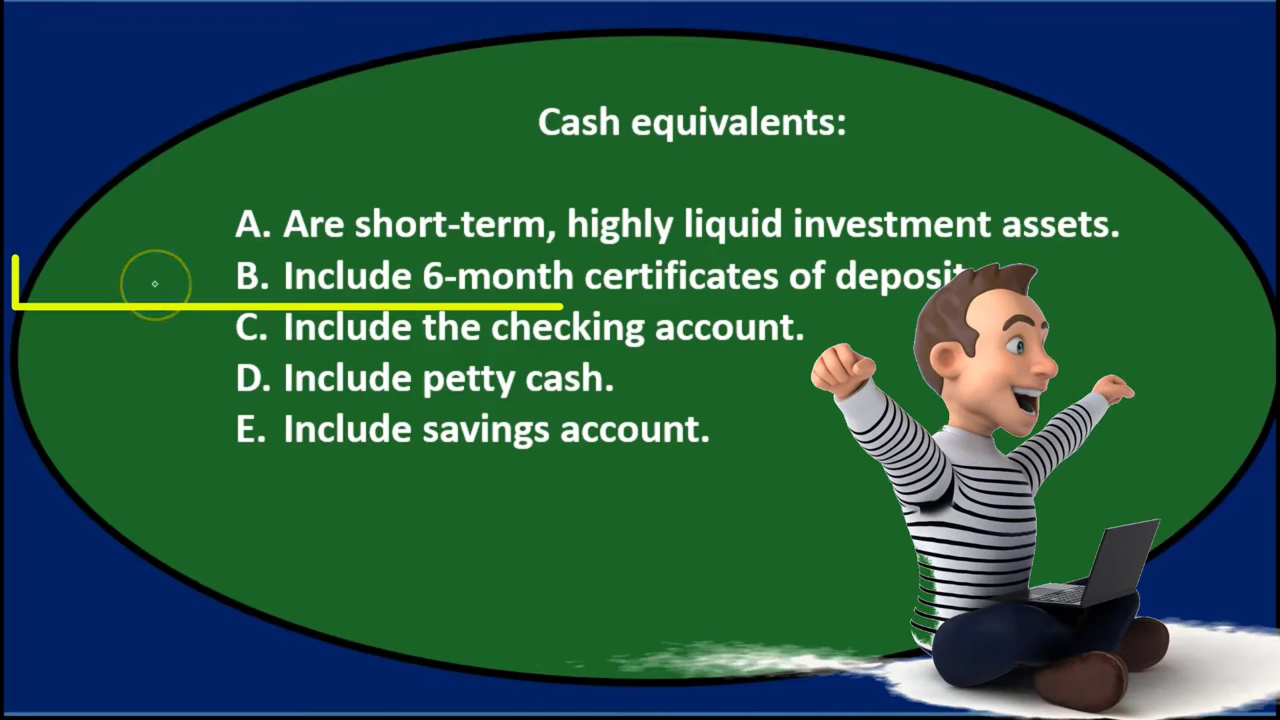 Cash equivalents:
A. Are short-term, highly liquid investment assets.
B. Include 6-month certificates of deposit
C. Include the checking account.
D. Include petty cash.
E. Include savings account.